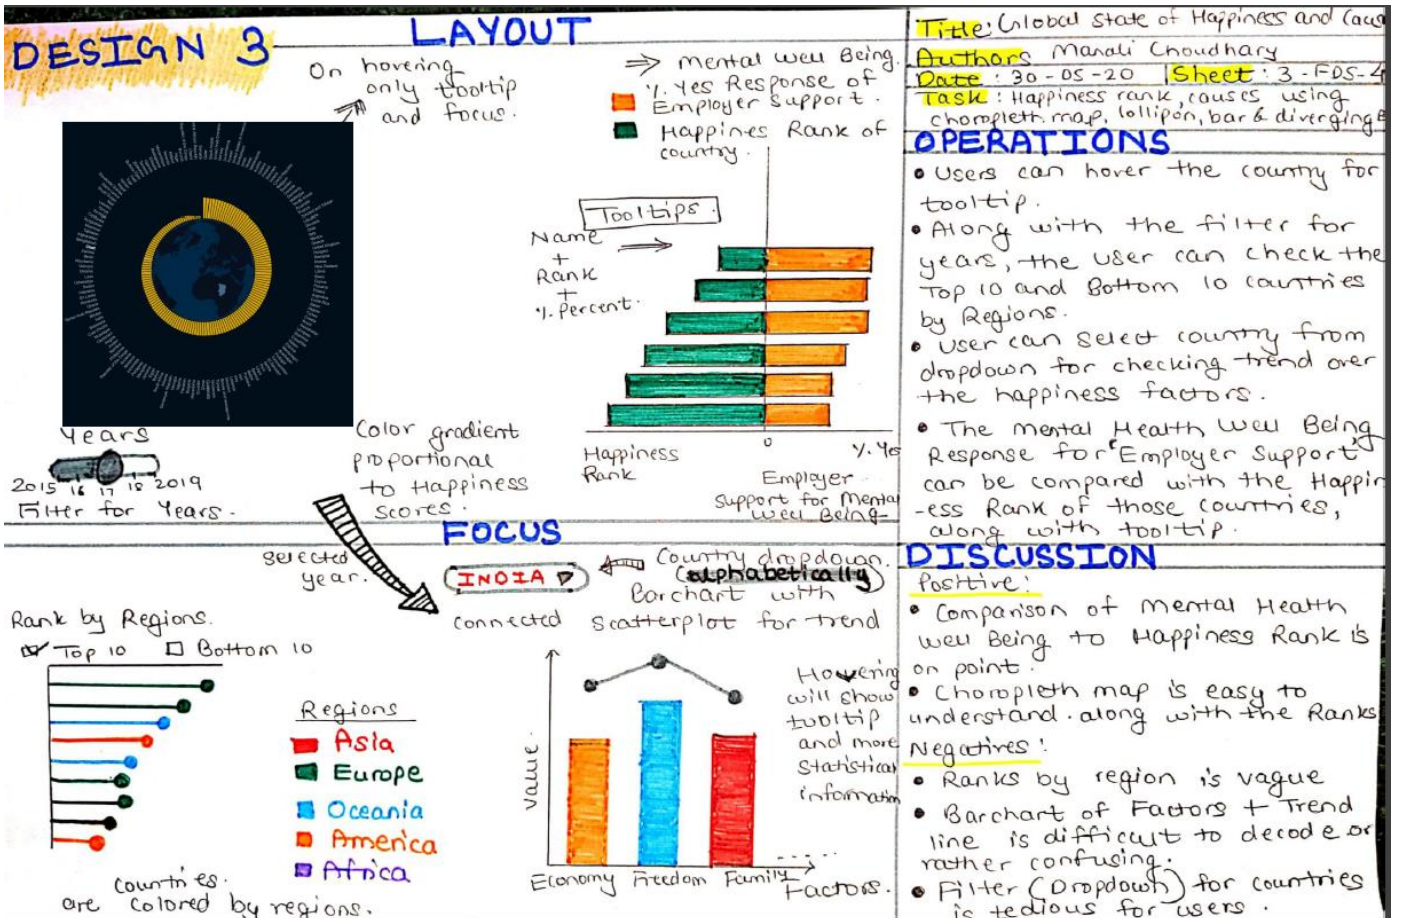 DESIGN 3
LAYOUT
On hovering
only tooltip
and focus.
⇒ Mental Well Being.
% Yes Response of
Employer Support.
Happines Rank of
country.
Tooltips.
Name
+
Rank
+
% Percent.
Happiness
Rank
0
% Yes
Employer
Support for Mental
Well Being
Years
2015 16 17 18 2019
Filter for Years.
Color gradient
proportional
to Happiness
scores.
Title: Global State of Happiness and Caus
Authors Manali Choudhary
Date: 30-05-20 Sheet: 3-FDS-4
Task: Happiness rank, causes using
choropleth map, lollipop, bar & diverging B
OPERATIONS
• Users can hover the country for
tooltip.
• Along with the filter for
years, the user can check the
Top 10 and Bottom 10 countries
by Regions.
• User can select country from
dropdown for checking trend over
the happiness factors.
• The Mental Health Well Being
Response for "Employer Support"
can be compared with the Happin
-ess Rank of those countries,
along with tooltip.
FOCUS
selected
year.
Rank by Regions.
Top 10 Bottom 10
Regions
Asia
Europe
Oceania
America
Africa
Countries.
are colored by regions.
INDIA
Country dropdown.
(alphabetically)
Barchart with
connected scatterplot for trend
Value.
Economy Freedom Family
Factors.
Howering
will show
tooltip
and more
statistical
information
DISCUSSION
Positive:
• Comparison of Mental Health
Well Being to Happiness Rank is
on point.
• Choropleth map is easy to
understand. along with the Ranks
Negatives:
• Ranks by region is vague
• Barchart of Factors + Trend
line is difficult to decode or
rather confusing.
• Filter (Dropdown) for countries
is tedious for users.